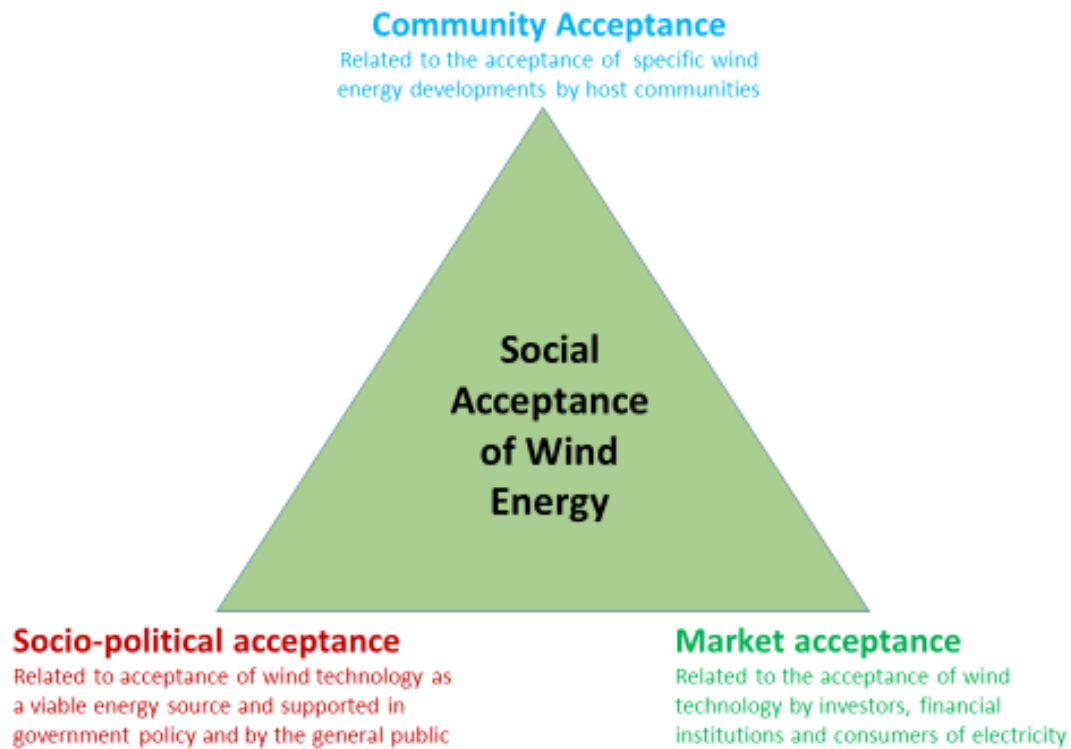 Community Acceptance
Related to the acceptance of specific wind
energy developments by host communities
Social
Acceptance
of Wind
Energy
Socio-political acceptance
Related to acceptance of wind technology as
a viable energy source and supported in
government policy and by the general public
Market acceptance
Related to the acceptance of wind
technology by investors, financial
institutions and consumers of electricity